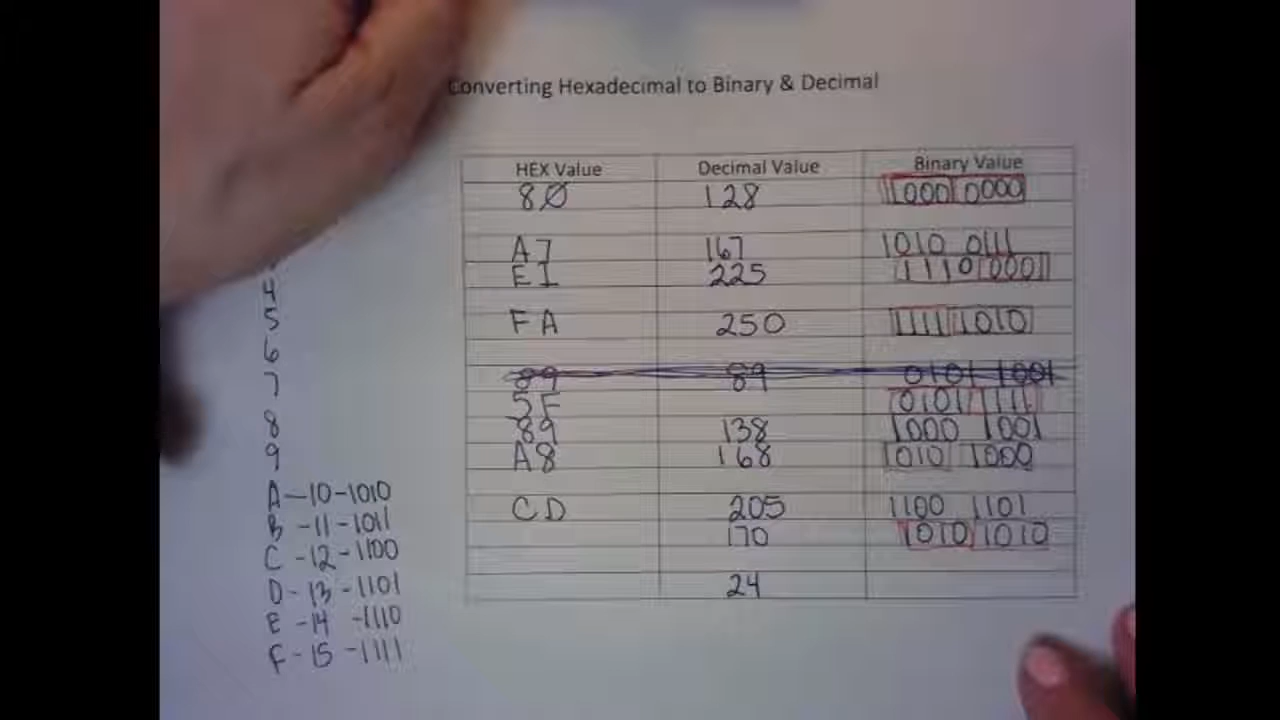 Converting Hexadecimal to Binary & Decimal
HEX Value Decimal Value Binary Value
80 128 1000 0000
A7 167 1010 0111
E1 225 1110 0001
FA 250 1111 1010
89 89 0101 1001
5F 0101 1111
89 138 1000 1001
A8 168 1010 1000
CD 205 1100 1101
170 1010 1010
24
4
5
6
7
8
9
A-10-1010
B-11-1011
C-12-1100
D-13-1101
E-14-1110
F-15-1111